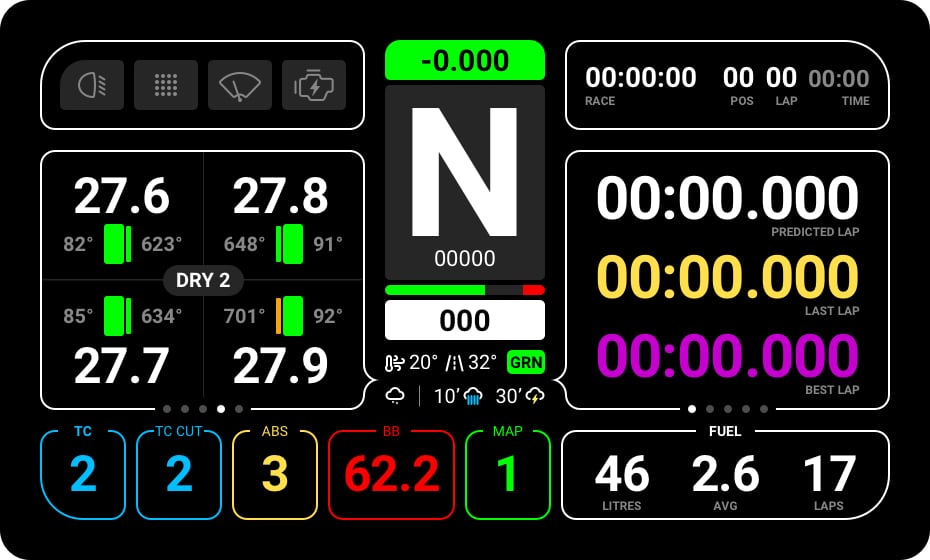 -0.000
00:00:00 00 00 00:00
RACE POS LAP TIME
N
00000
000
20° 32° GRN
10′ 30′
27.6 27.8
82° 623° 648° 91°
DRY 2
85° 634° 701° 92°
27.7 27.9
00:00.000
PREDICTED LAP
00:00.000
LAST LAP
00:00.000
BEST LAP
TC TC CUT ABS BB MAP FUEL
2 2 3 62.2 1 46 2.6 17
LITRES AVG LAPS